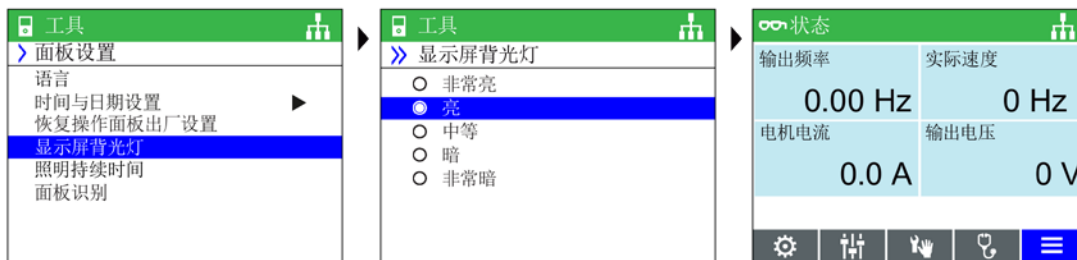 工具
面板设置
语言
时间与日期设置
恢复操作面板出厂设置
显示屏背光灯
照明持续时间
面板识别
工具
显示屏背光灯
非常亮
亮
中等
暗
非常暗
状态
输出频率
0.00 Hz
实际速度
0 Hz
电机电流
0.0 A
输出电压
0 V